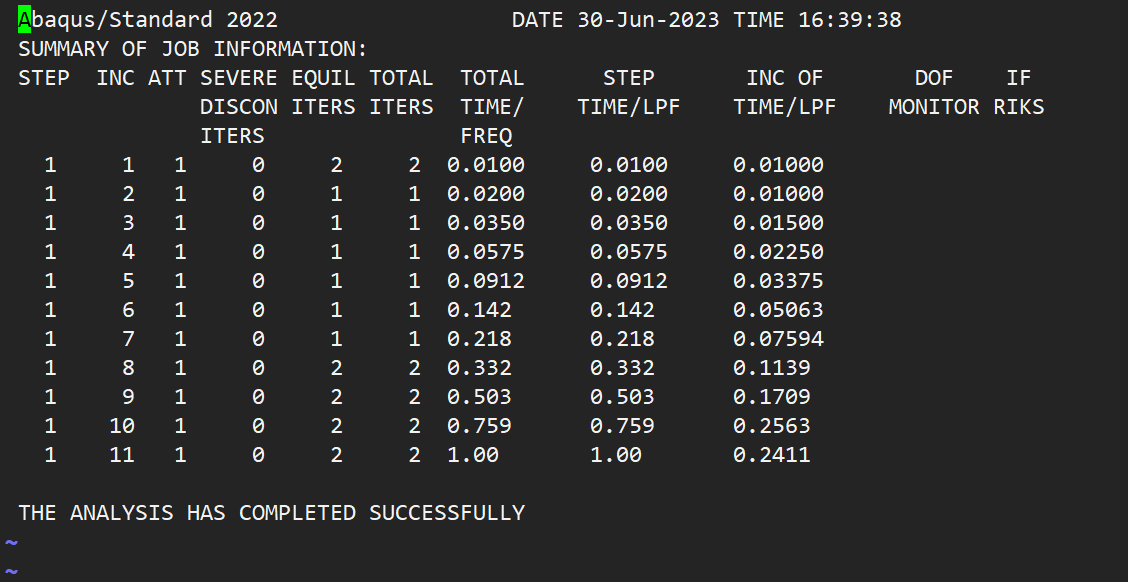 Abaqus/Standard 2022                  DATE 30-Jun-2023 TIME 16:39:38
SUMMARY OF JOB INFORMATION:
STEP  INC ATT SEVERE EQUIL TOTAL  TOTAL      STEP       INC OF       DOF    IF
              DISCON ITERS ITERS  TIME/    TIME/LPF    TIME/LPF    MONITOR RIKS
              ITERS               FREQ
  1     1   1     0     2     2  0.0100     0.0100     0.01000
  1     2   1     0     1     1  0.0200     0.0200     0.01000
  1     3   1     0     1     1  0.0350     0.0350     0.01500
  1     4   1     0     1     1  0.0575     0.0575     0.02250
  1     5   1     0     1     1  0.0912     0.0912     0.03375
  1     6   1     0     1     1  0.142      0.142      0.05063
  1     7   1     0     1     1  0.218      0.218      0.07594
  1     8   1     0     2     2  0.332      0.332      0.1139
  1     9   1     0     2     2  0.503      0.503      0.1709
  1    10   1     0     2     2  0.759      0.759      0.2563
  1    11   1     0     2     2  1.00       1.00       0.2411
THE ANALYSIS HAS COMPLETED SUCCESSFULLY
~
~